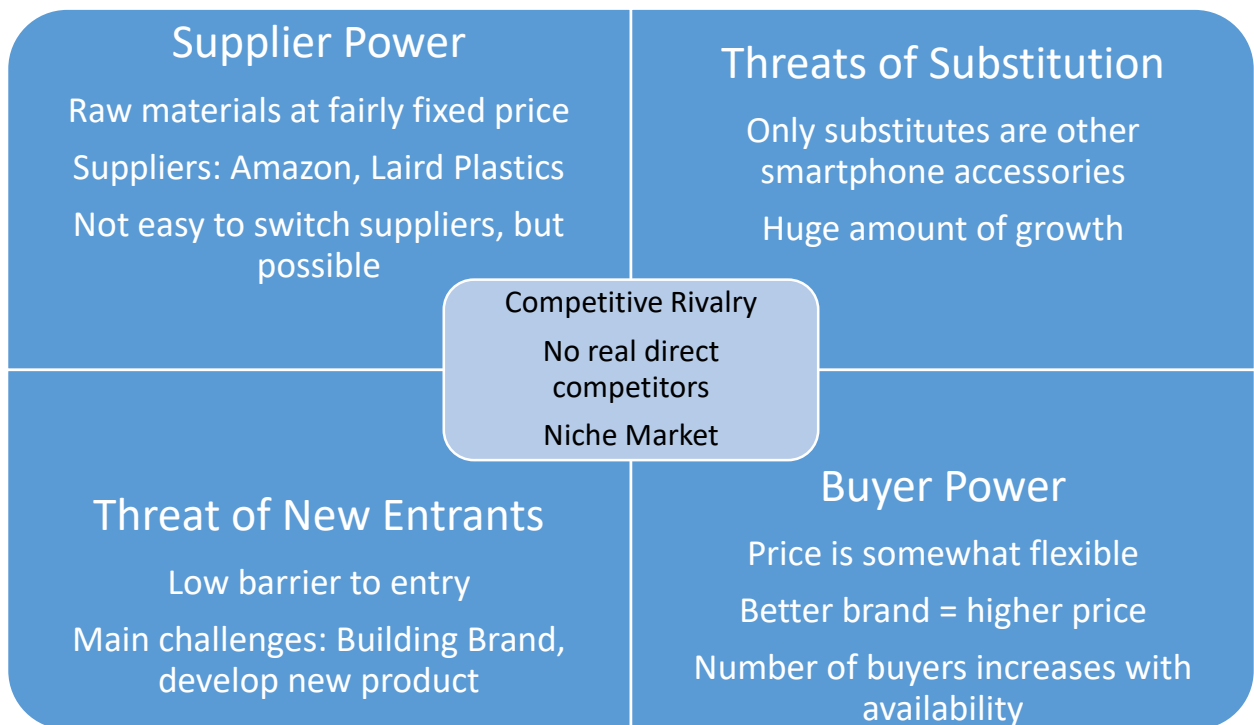 Supplier Power
Raw materials at fairly fixed price
Suppliers: Amazon, Laird Plastics
Not easy to switch suppliers, but
possible
Threats of Substitution
Only substitutes are other
smartphone accessories
Huge amount of growth
Competitive Rivalry
No real direct
competitors
Niche Market
Threat of New Entrants
Low barrier to entry
Main challenges: Building Brand,
develop new product
Buyer Power
Price is somewhat flexible
Better brand = higher price
Number of buyers increases with
availability